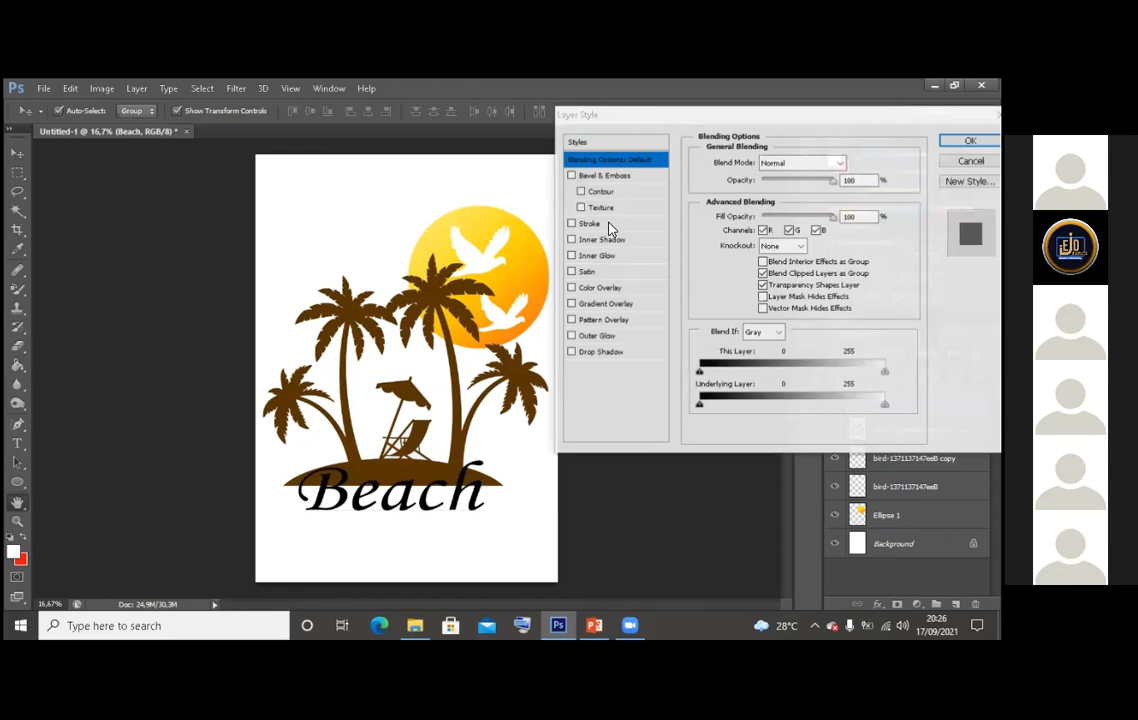 Ps File Edit Image Layer Type Select Filter 3D View Window Help
Auto-Select: Group Show Transform Controls
Untitled-1 @ 16,7% (Beach, RGB/8) * ×
Layer Style
Styles
Blending Options: Default
Bevel & Emboss
Contour
Texture
Stroke
Inner Shadow
Inner Glow
Satin
Color Overlay
Gradient Overlay
Pattern Overlay
Outer Glow
Drop Shadow
Blending Options
General Blending
Blend Mode: Normal
Opacity: 100 %
Advanced Blending
Fill Opacity: 100 %
Channels: R G B
Knockout: None
Blend Interior Effects as Group
Blend Clipped Layers as Group
Transparency Shapes Layer
Layer Mask Hides Effects
Vector Mask Hides Effects
Blend If: Gray
This Layer: 0 255
Underlying Layer: 0 255
OK
Cancel
New Style...
Beach
bird-1371137147eeB copy
bird-1371137147eeB
Ellipse 1
Background
fx
16,67% Doc: 24,9M/30,3M
Type here to search
Ps
28°C
20:26
17/09/2021